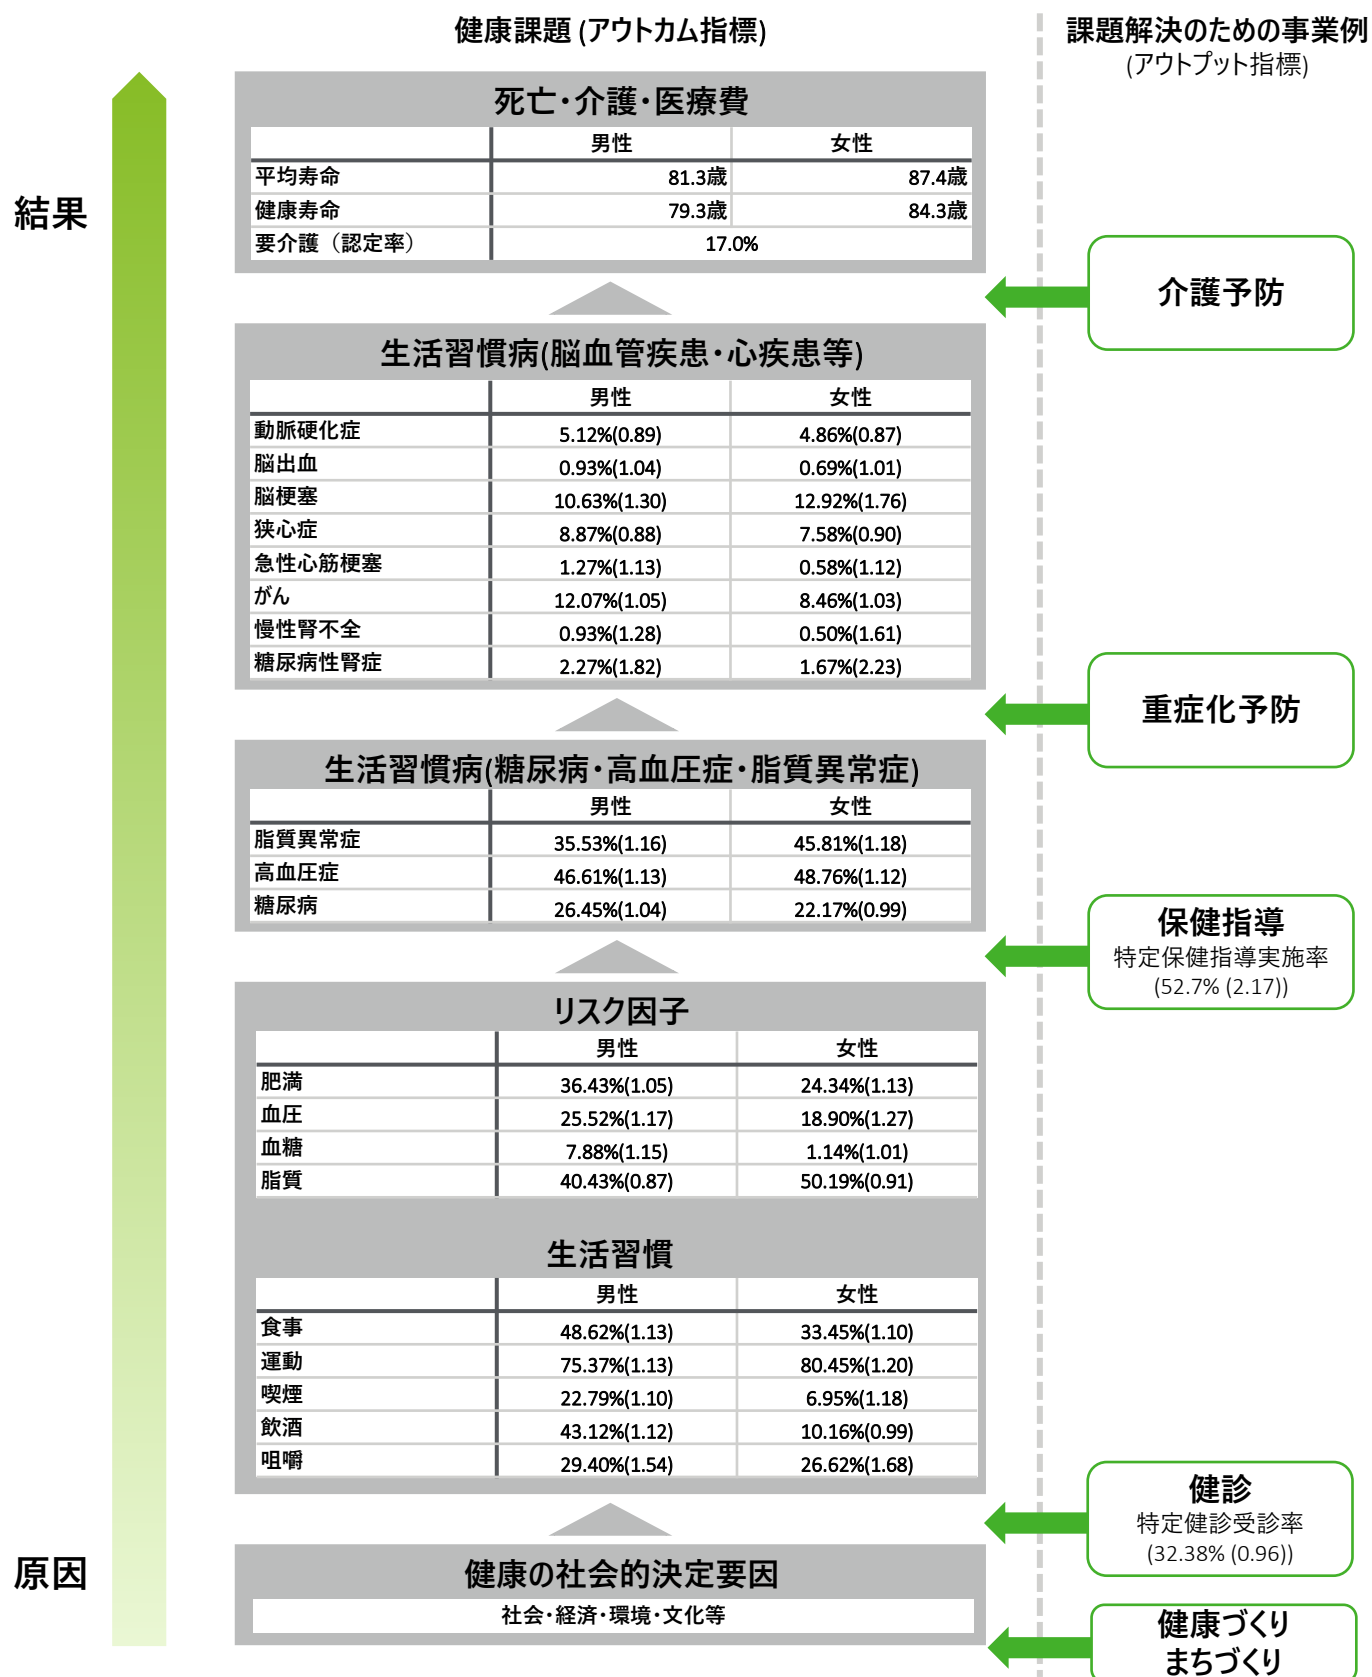 健康課題 (アウトカム指標)
課題解決のための事業例
(アウトプット指標)
結果
原因
死亡・介護・医療費
男性 女性
平均寿命 81.3歳 87.4歳
健康寿命 79.3歳 84.3歳
要介護（認定率） 17.0%
介護予防
生活習慣病(脳血管疾患・心疾患等)
男性 女性
動脈硬化症 5.12%(0.89) 4.86%(0.87)
脳出血 0.93%(1.04) 0.69%(1.01)
脳梗塞 10.63%(1.30) 12.92%(1.76)
狭心症 8.87%(0.88) 7.58%(0.90)
急性心筋梗塞 1.27%(1.13) 0.58%(1.12)
がん 12.07%(1.05) 8.46%(1.03)
慢性腎不全 0.93%(1.28) 0.50%(1.61)
糖尿病性腎症 2.27%(1.82) 1.67%(2.23)
重症化予防
生活習慣病(糖尿病・高血圧症・脂質異常症)
男性 女性
脂質異常症 35.53%(1.16) 45.81%(1.18)
高血圧症 46.61%(1.13) 48.76%(1.12)
糖尿病 26.45%(1.04) 22.17%(0.99)
保健指導
特定保健指導実施率
(52.7% (2.17))
リスク因子
男性 女性
肥満 36.43%(1.05) 24.34%(1.13)
血圧 25.52%(1.17) 18.90%(1.27)
血糖 7.88%(1.15) 1.14%(1.01)
脂質 40.43%(0.87) 50.19%(0.91)
生活習慣
男性 女性
食事 48.62%(1.13) 33.45%(1.10)
運動 75.37%(1.13) 80.45%(1.20)
喫煙 22.79%(1.10) 6.95%(1.18)
飲酒 43.12%(1.12) 10.16%(0.99)
咀嚼 29.40%(1.54) 26.62%(1.68)
健診
特定健診受診率
(32.38% (0.96))
健康の社会的決定要因
社会・経済・環境・文化等
健康づくり
まちづくり